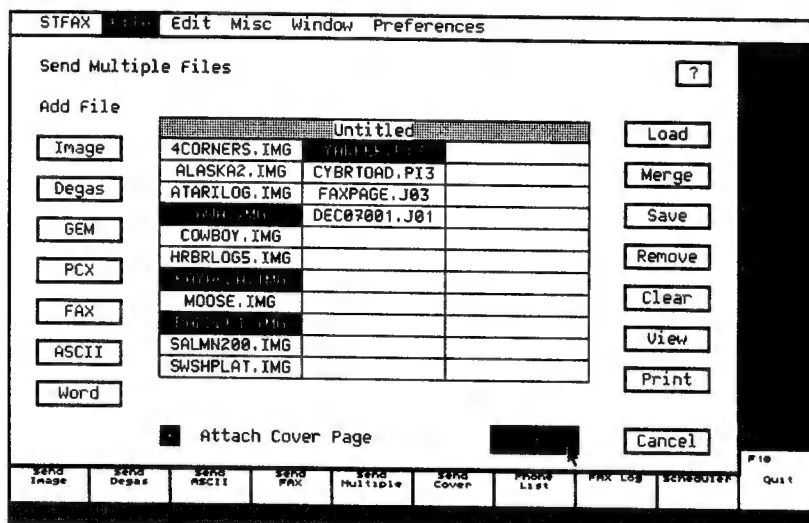 STFAX File Edit Misc Window Preferences
Send Multiple Files
?
Add File
Untitled
Image
Degas
GEM
PCX
FAX
ASCII
Word
4CORNERS.IMG
ALASKA2.IMG CYBRTOAD.PI3
ATARILOG.IMG FAXPAGE.J03
DEC07001.J01
COWBOY.IMG
HRBRLOG5.IMG
MOOSE.IMG
SALMN200.IMG
SWSHPLAT.IMG
Load
Merge
Save
Remove
Clear
View
Print
Attach Cover Page
Cancel
Send Image
Send Degas
Send ASCII
Send FAX
Send Multiple
Send Cover
Phone List
FAX Log
Scheduler
F10
Quit